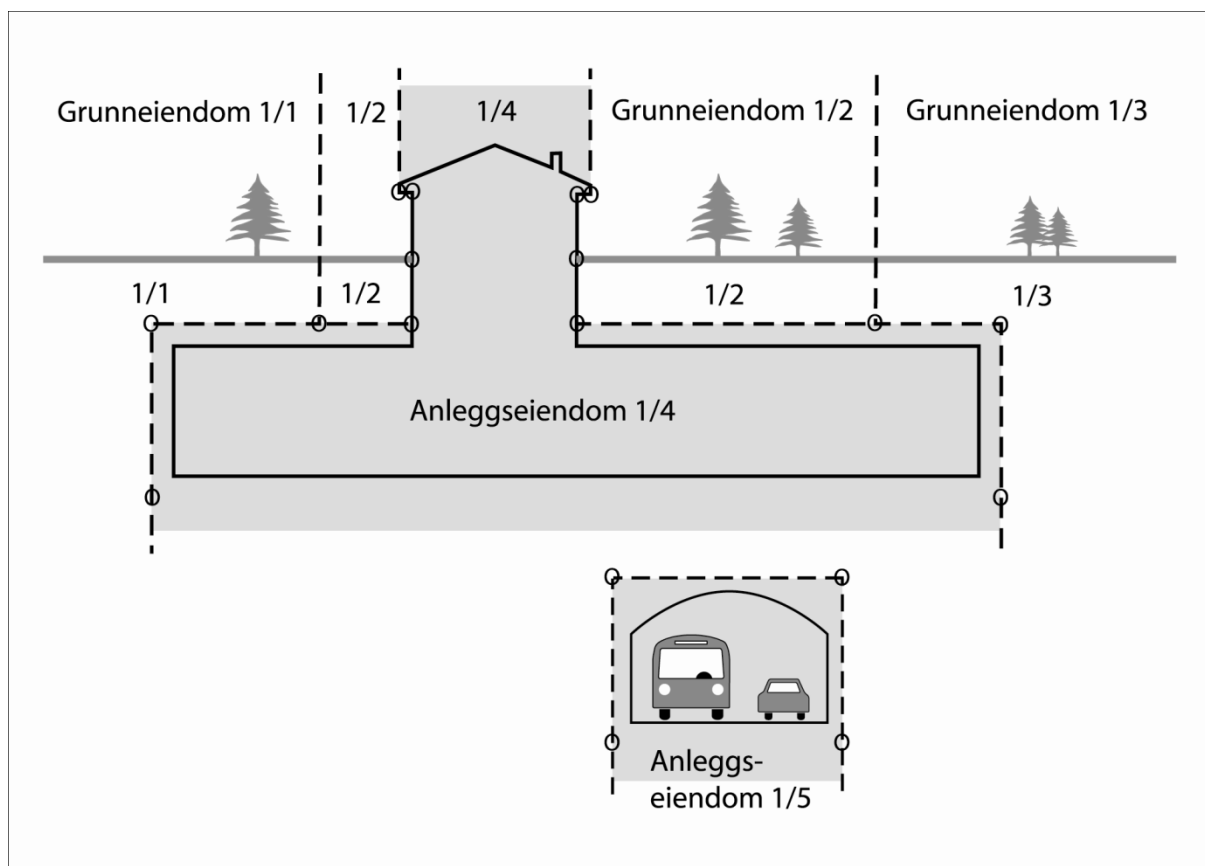 Grunneiendom 1/1
1/2
1/4
Grunneiendom 1/2
Grunneiendom 1/3
1/1
1/2
1/2
1/3
Anleggseiendom 1/4
Anleggs-
eiendom 1/5